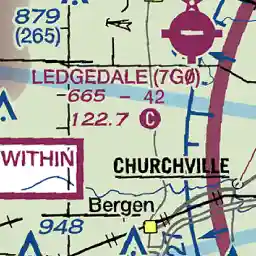 879
(265)
LEDGEDALE (7G0)
665 - 42
122.7 C
WITHIN
CHURCHVILLE
Bergen
948